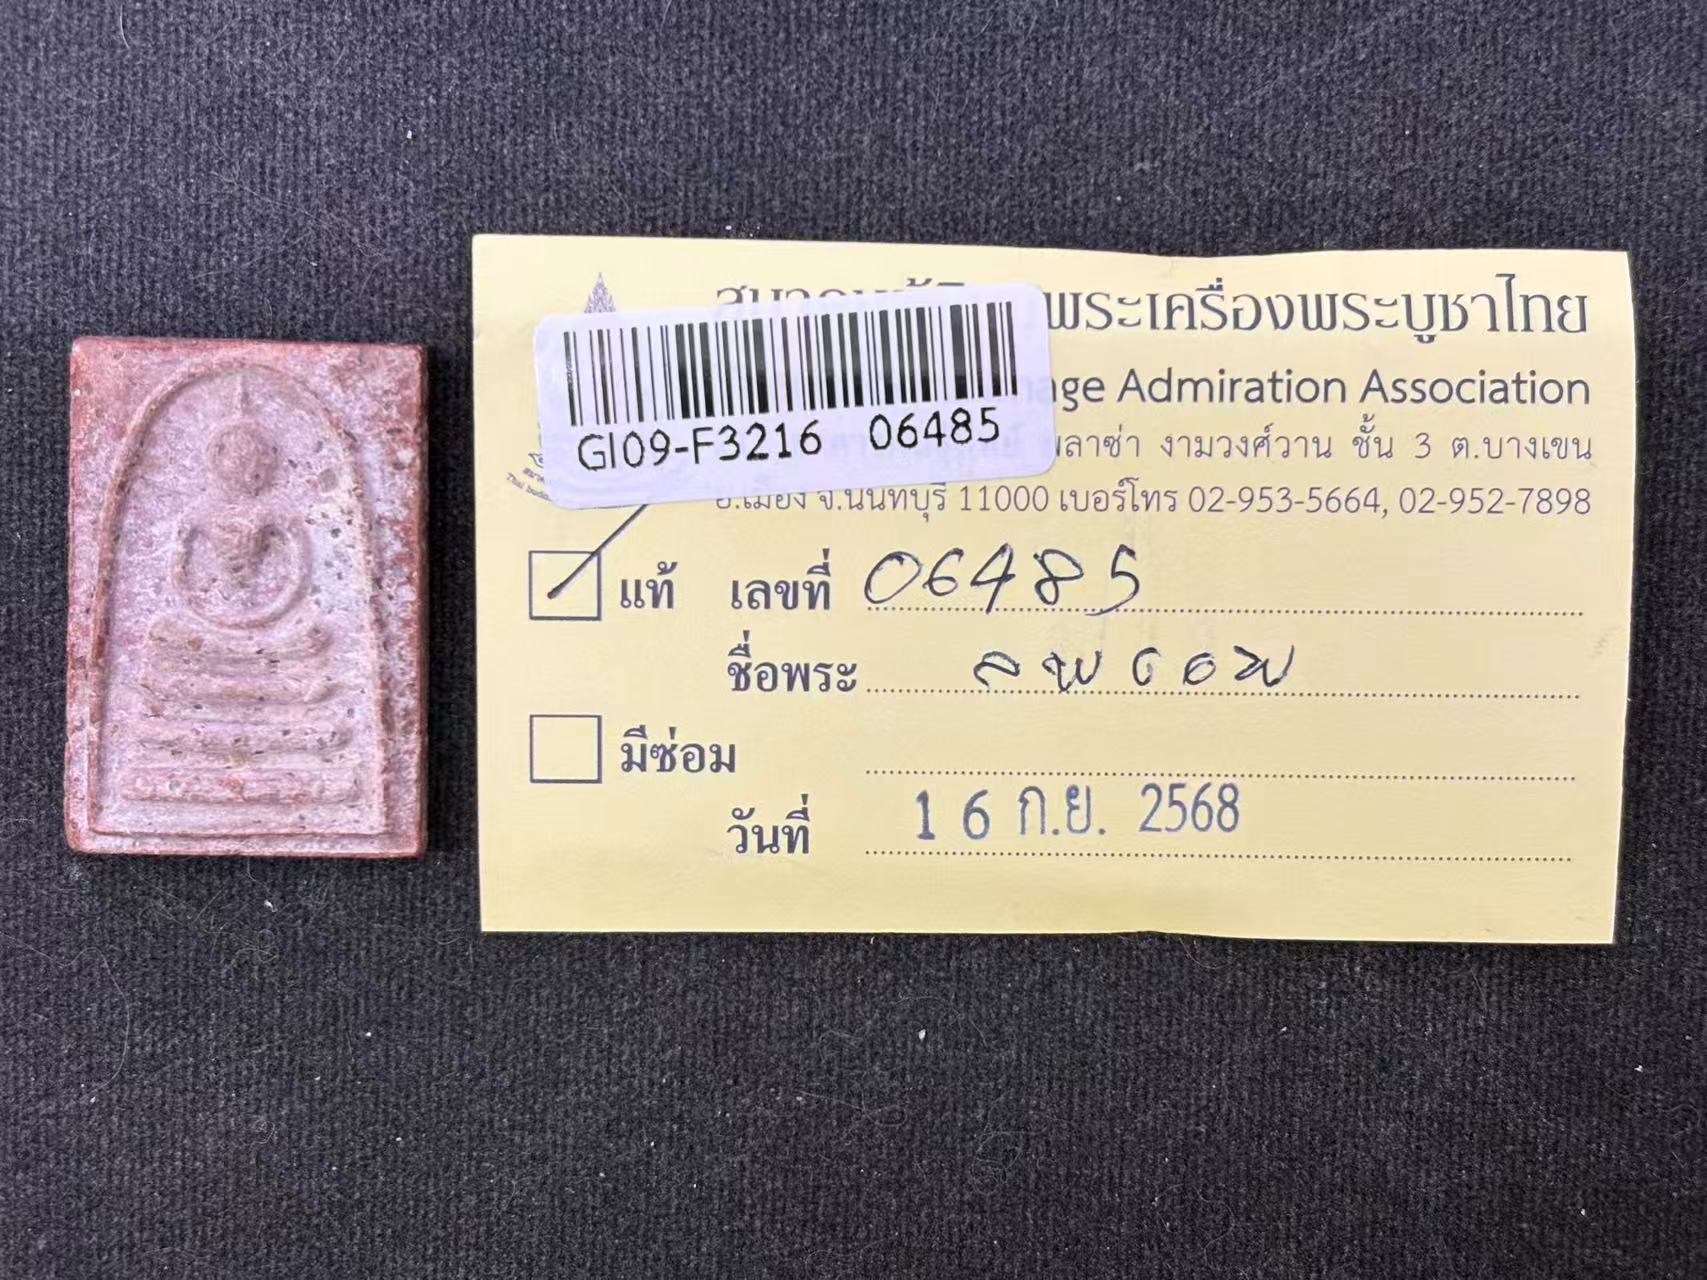 พระเครื่องพระบูชาไทย
Admiration Association
GI09-F3216 06485
พลาซ่า งามวงศ์วาน ชั้น 3 ต.บางเขน
อ.เมือง จ.นนทบุรี 11000 เบอร์โทร 02-953-5664, 02-952-7898
แท้ เลขที่ 06485
ชื่อพระ
มีซ่อม
วันที่ 16 ก.ย. 2568